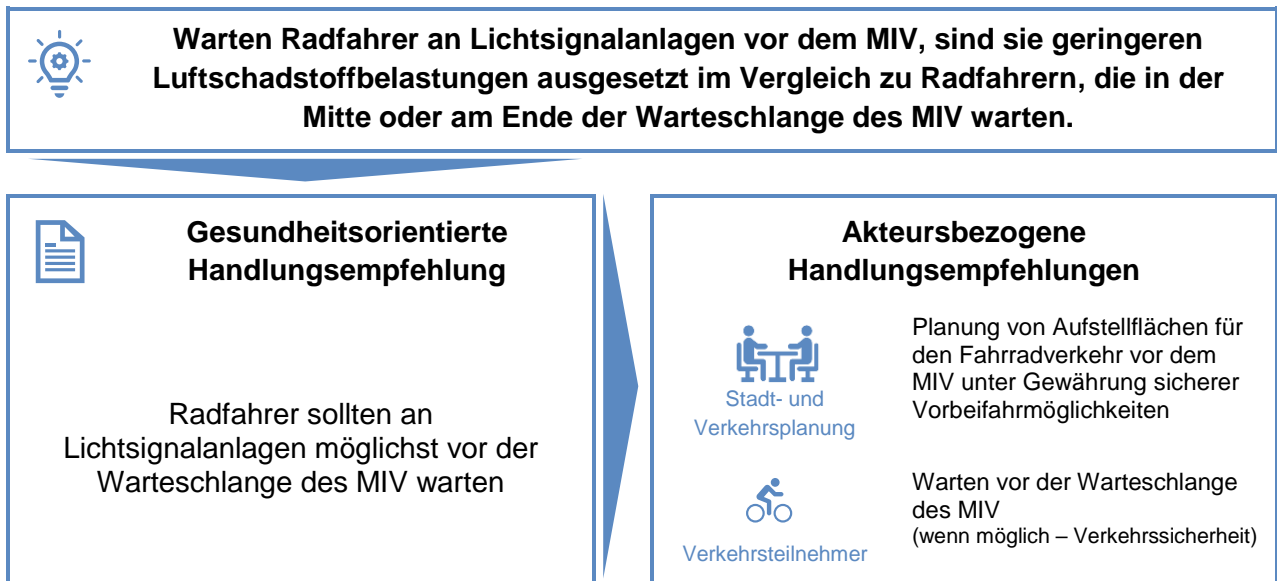 Warten Radfahrer an Lichtsignalanlagen vor dem MIV, sind sie geringeren
Luftschadstoffbelastungen ausgesetzt im Vergleich zu Radfahrern, die in der
Mitte oder am Ende der Warteschlange des MIV warten.
Gesundheitsorientierte
Handlungsempfehlung
Radfahrer sollten an
Lichtsignalanlagen möglichst vor der
Warteschlange des MIV warten
Akteursbezogene
Handlungsempfehlungen
Stadt- und
Verkehrsplanung
Planung von Aufstellflächen für
den Fahrradverkehr vor dem
MIV unter Gewährung sicherer
Vorbeifahrmöglichkeiten
Verkehrsteilnehmer
Warten vor der Warteschlange
des MIV
(wenn möglich – Verkehrssicherheit)